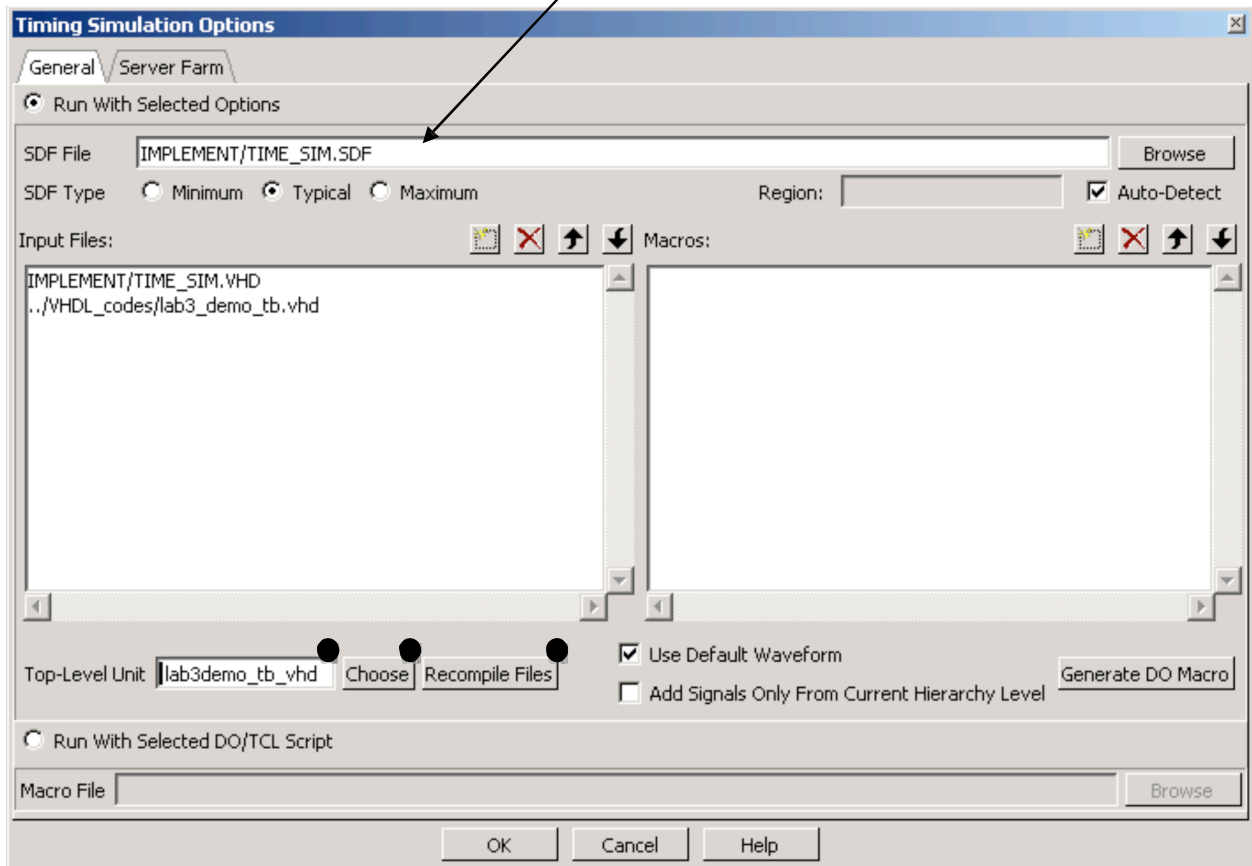 Timing Simulation Options
General Server Farm
Run With Selected Options
SDF File IMPLEMENT/TIME_SIM.SDF Browse
SDF Type Minimum Typical Maximum Region: Auto-Detect
Input Files: Macros:
IMPLEMENT/TIME_SIM.VHD
../VHDL_codes/lab3_demo_tb.vhd
Use Default Waveform
Top-Level Unit lab3demo_tb_vhd Choose Recompile Files Generate DO Macro
Add Signals Only From Current Hierarchy Level
Run With Selected DO/TCL Script
Macro File Browse
OK Cancel Help